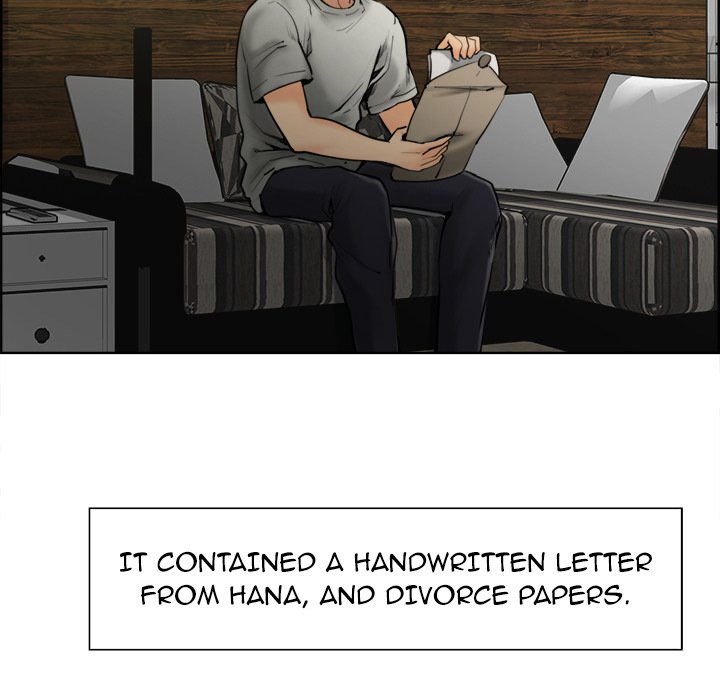 IT CONTAINED A HANDWRITTEN LETTER
FROM HANA, AND DIVORCE PAPERS.